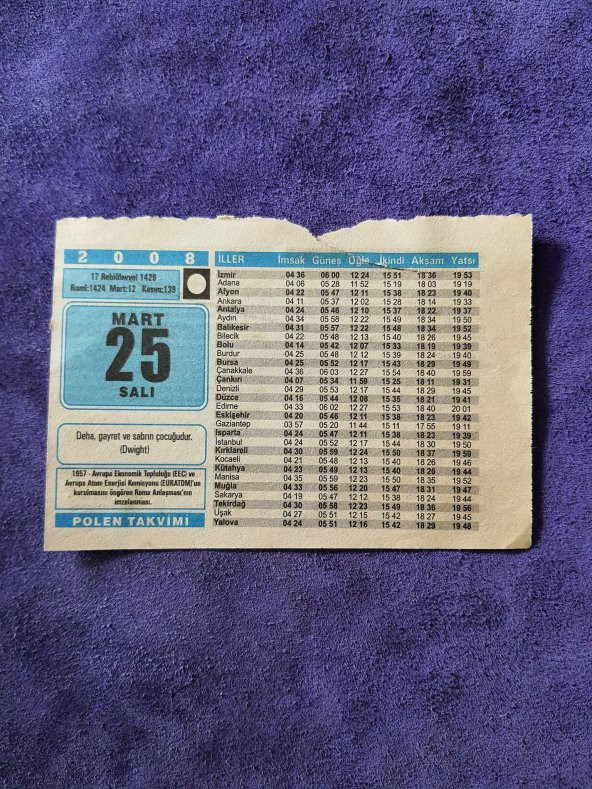 2 0 0 8
17 Rebiülevvel 1429
Rumi:1424 Mart:12 Kasım:139
MART
25
SALI
Deha, gayret ve sabrın çocuğudur.
(Dwight)
1957 - Avrupa Ekonomik Topluluğu (EEC) ve
Avrupa Atom Enerjisi Komisyonu (EURATOM)'un
kurulmasını öngören Roma Anlaşması'nın
imzalanması.
POLEN TAKVİMİ
İLLER İmsak Güneş Öğle İkindi Akşam Yatsı
İzmir 04 36 06 00 12 24 15 51 18 36 19 53
Adana 04 06 05 28 11 52 15 19 18 03 19 19
Afyon 04 22 05 47 12 11 15 38 18 23 19 40
Ankara 04 11 05 37 12 02 15 28 18 14 19 33
Antalya 04 24 05 46 12 10 15 37 18 22 19 37
Aydın 04 34 05 58 12 22 15 49 18 34 19 50
Balıkesir 04 31 05 57 12 22 15 48 18 34 19 52
Bilecik 04 22 05 48 12 13 15 40 18 26 19 45
Bolu 04 14 05 42 12 07 15 33 18 19 19 39
Burdur 04 25 05 48 12 12 15 39 18 24 19 40
Bursa 04 25 05 52 12 17 15 43 18 29 19 49
Çanakkale 04 36 06 03 12 27 15 54 18 40 19 59
Çankırı 04 07 05 34 11 59 15 25 18 11 19 31
Denizli 04 29 05 53 12 17 15 44 18 29 19 45
Düzce 04 16 05 44 12 08 15 35 18 21 19 41
Edirne 04 33 06 02 12 27 15 53 18 40 20 01
Eskişehir 04 20 05 46 12 11 15 38 18 23 19 42
Gaziantep 03 57 05 20 11 44 15 11 17 55 19 11
Isparta 04 24 05 47 12 11 15 38 18 23 19 39
İstanbul 04 24 05 52 12 17 15 44 18 30 19 50
Kırklareli 04 30 05 59 12 24 15 50 18 37 19 59
Kocaeli 04 21 05 48 12 13 15 40 18 26 19 46
Kütahya 04 23 05 49 12 13 15 40 18 26 19 44
Manisa 04 35 05 59 12 23 15 50 18 35 19 52
Muğla 04 33 05 56 12 20 15 47 18 31 19 47
Sakarya 04 19 05 47 12 12 15 38 18 24 19 44
Tekirdağ 04 30 05 58 12 23 15 49 18 36 19 56
Uşak 04 27 05 51 12 15 15 42 18 27 19 45
Yalova 04 24 05 51 12 16 15 42 18 29 19 48